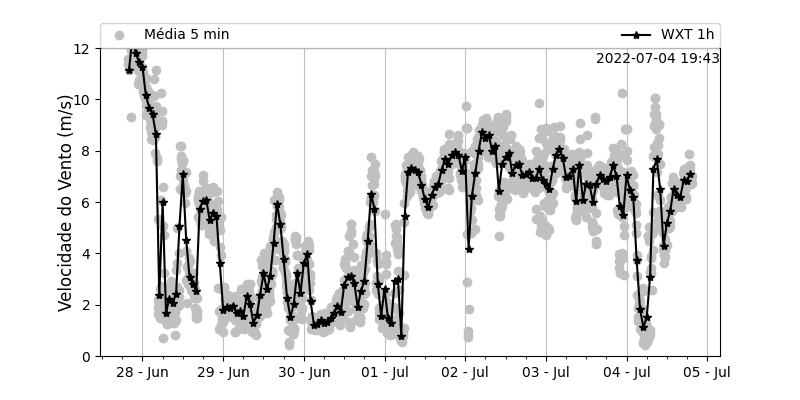 Média 5 min
WXT 1h
2022-07-04 19:43
Velocidade do Vento (m/s)
12
10
8
6
4
2
0
28 - Jun
29 - Jun
30 - Jun
01 - Jul
02 - Jul
03 - Jul
04 - Jul
05 - Jul